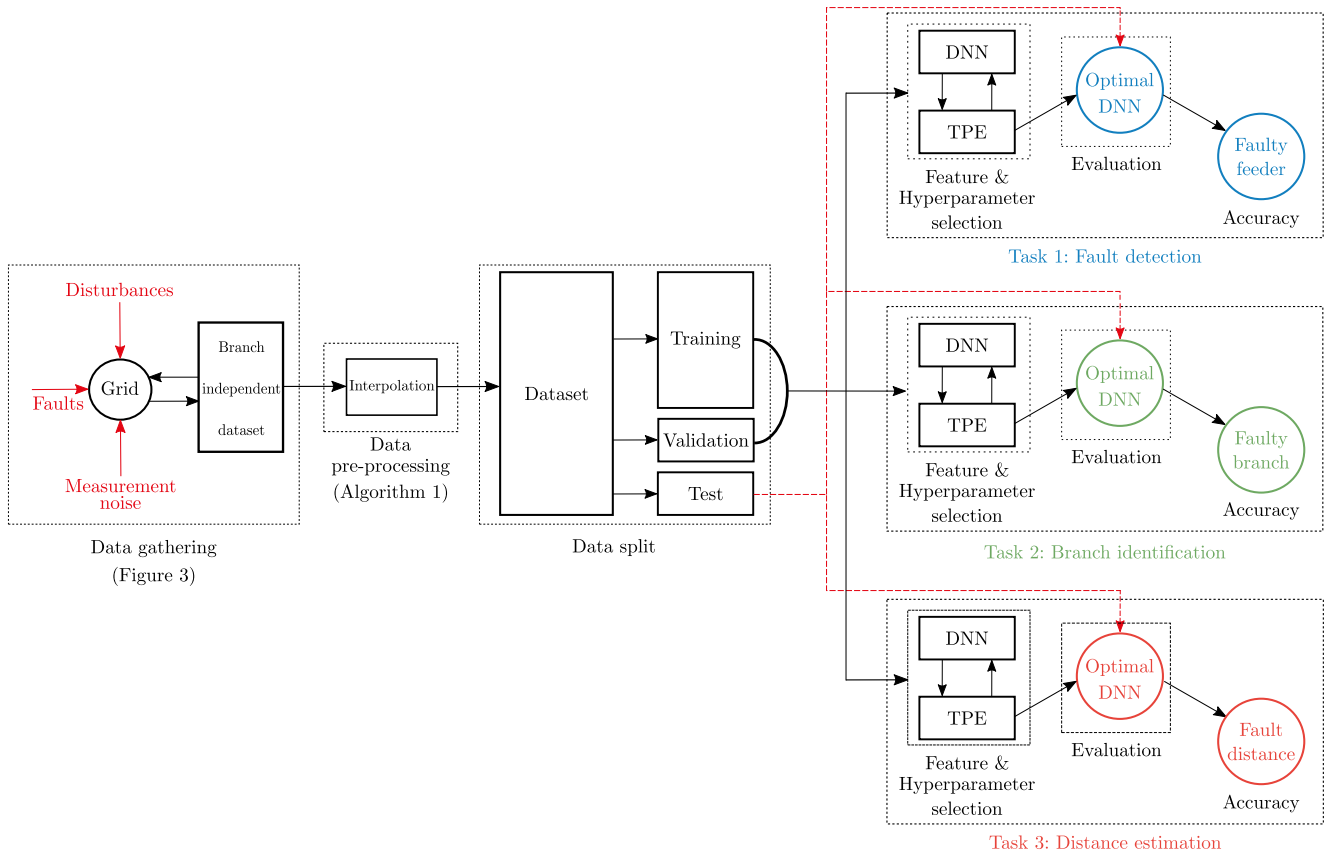 Disturbances
Grid
Faults
Measurement
noise
Branch
independent
dataset
Data gathering
(Figure 3)
Interpolation
Data
pre-processing
(Algorithm 1)
Dataset
Training
Validation
Test
Data split
DNN
TPE
Feature &
Hyperparameter
selection
Optimal
DNN
Evaluation
Faulty
feeder
Accuracy
Task 1: Fault detection
DNN
TPE
Feature &
Hyperparameter
selection
Optimal
DNN
Evaluation
Faulty
branch
Accuracy
Task 2: Branch identification
DNN
TPE
Feature &
Hyperparameter
selection
Optimal
DNN
Evaluation
Fault
distance
Accuracy
Task 3: Distance estimation